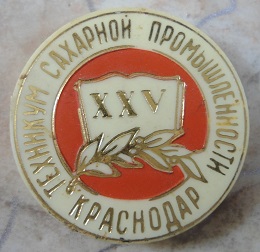 ТЕХНИКУМ САХАРНОЙ ПРОМЫШЛЕННОСТИ
XXV
КРАСНОДАР